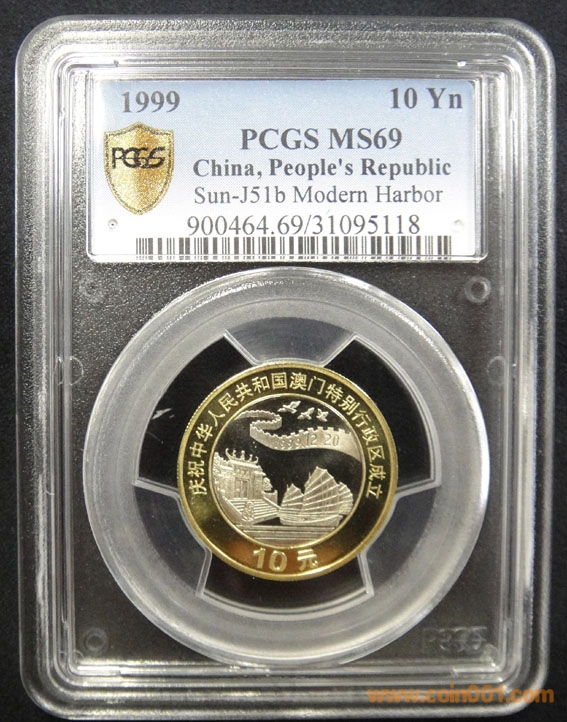 1999 10 Yn
PCGS
PCGS MS69
China, People's Republic
Sun-J51b Modern Harbor
900464.69/31095118
庆祝中华人民共和国澳门特别行政区成立
1999.12.20
10元
PCGS
www.coin001.com